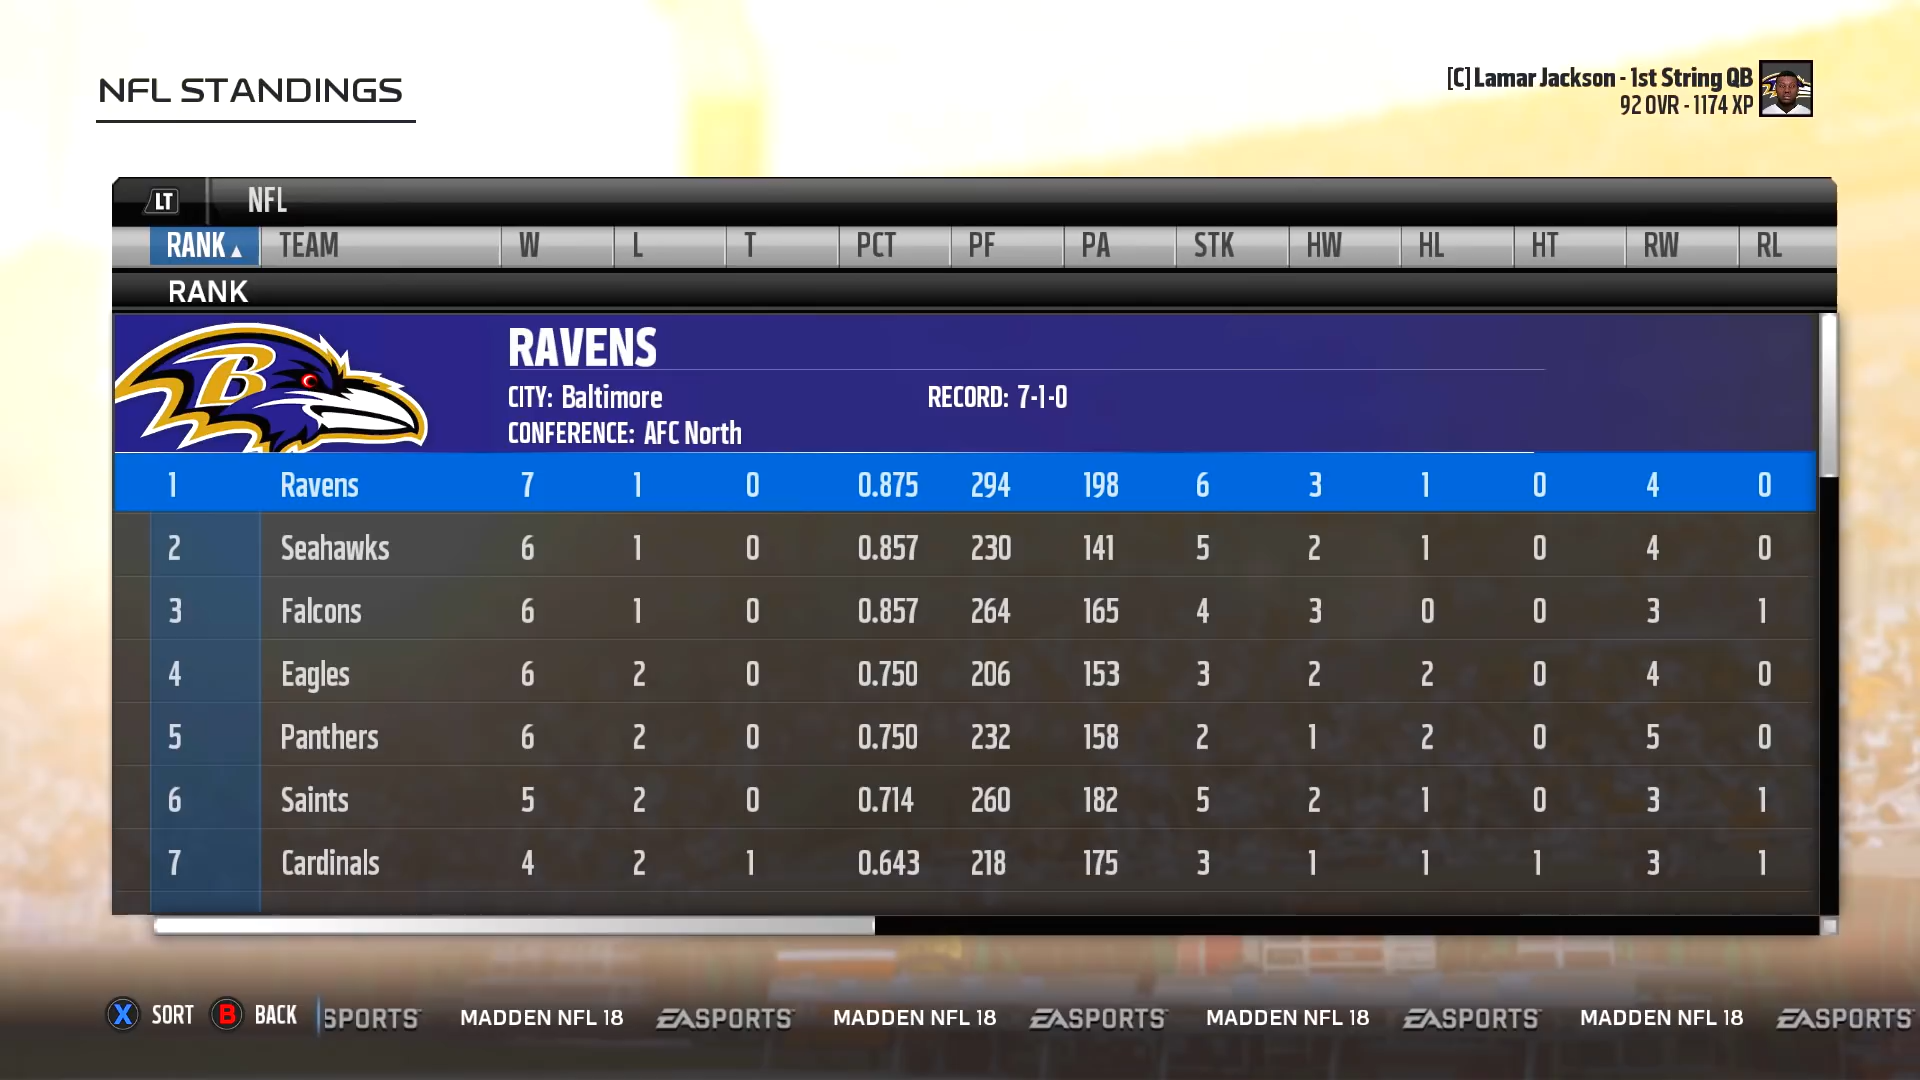 NFL STANDINGS
[C] Lamar Jackson - 1st String QB
92 OVR - 1174 XP
LT NFL
RANK TEAM W L T PCT PF PA STK HW HL HT RW RL
RANK
B
RAVENS
CITY: Baltimore RECORD: 7-1-0
CONFERENCE: AFC North
1 Ravens 7 1 0 0.875 294 198 6 3 1 0 4 0
2 Seahawks 6 1 0 0.857 230 141 5 2 1 0 4 0
3 Falcons 6 1 0 0.857 264 165 4 3 0 0 3 1
4 Eagles 6 2 0 0.750 206 153 3 2 2 0 4 0
5 Panthers 6 2 0 0.750 232 158 2 1 2 0 5 0
6 Saints 5 2 0 0.714 260 182 5 2 1 0 3 1
7 Cardinals 4 2 1 0.643 218 175 3 1 1 1 3 1
X SORT B BACK SPORTS MADDEN NFL 18 EA SPORTS MADDEN NFL 18 EA SPORTS MADDEN NFL 18 EA SPORTS MADDEN NFL 18 EA SPORTS